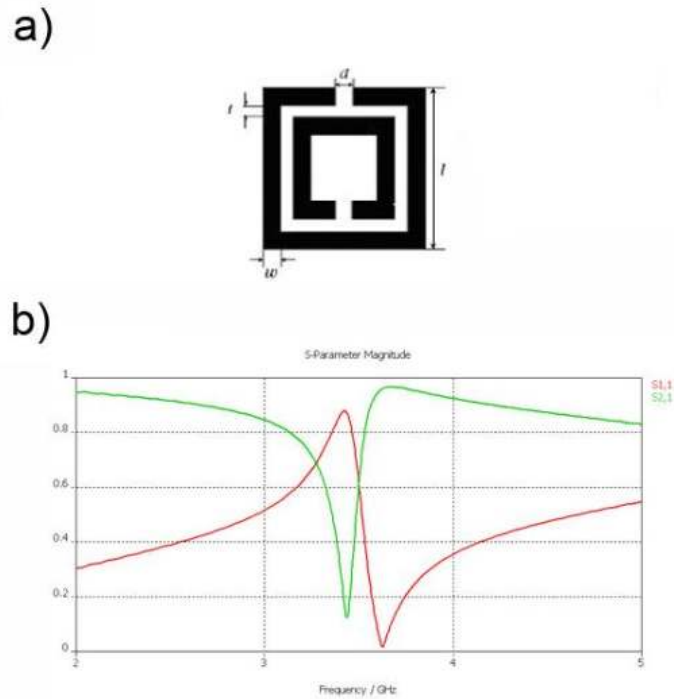 a)
d
t
l
w
b)
S-Parameter Magnitude
1
S1,1
S2,1
0.8
0.6
0.4
0.2
0
2
3
4
5
Frequency / GHz